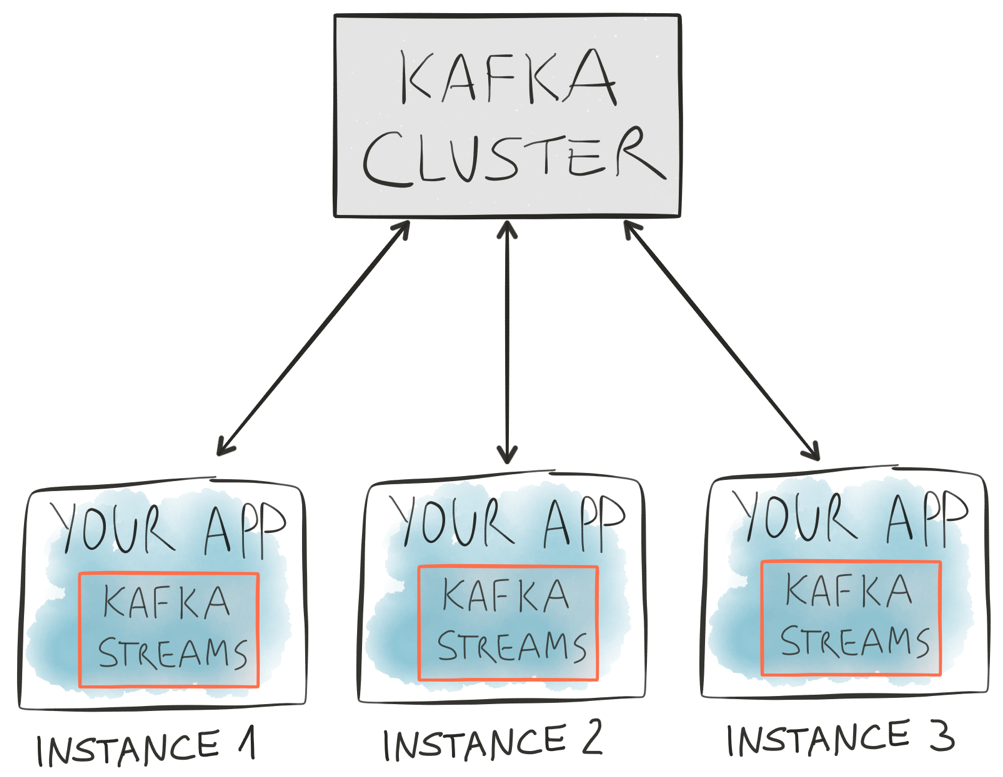 KAFKA
CLUSTER
YOUR APP
KAFKA
STREAMS
INSTANCE 1
YOUR APP
KAFKA
STREAMS
INSTANCE 2
YOUR APP
KAFKA
STREAMS
INSTANCE 3